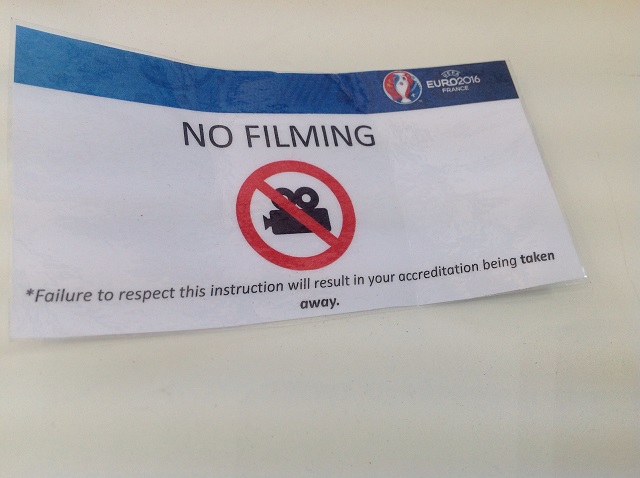 UEFA
EURO2016
FRANCE
NO FILMING
*Failure to respect this instruction will result in your accreditation being taken
away.